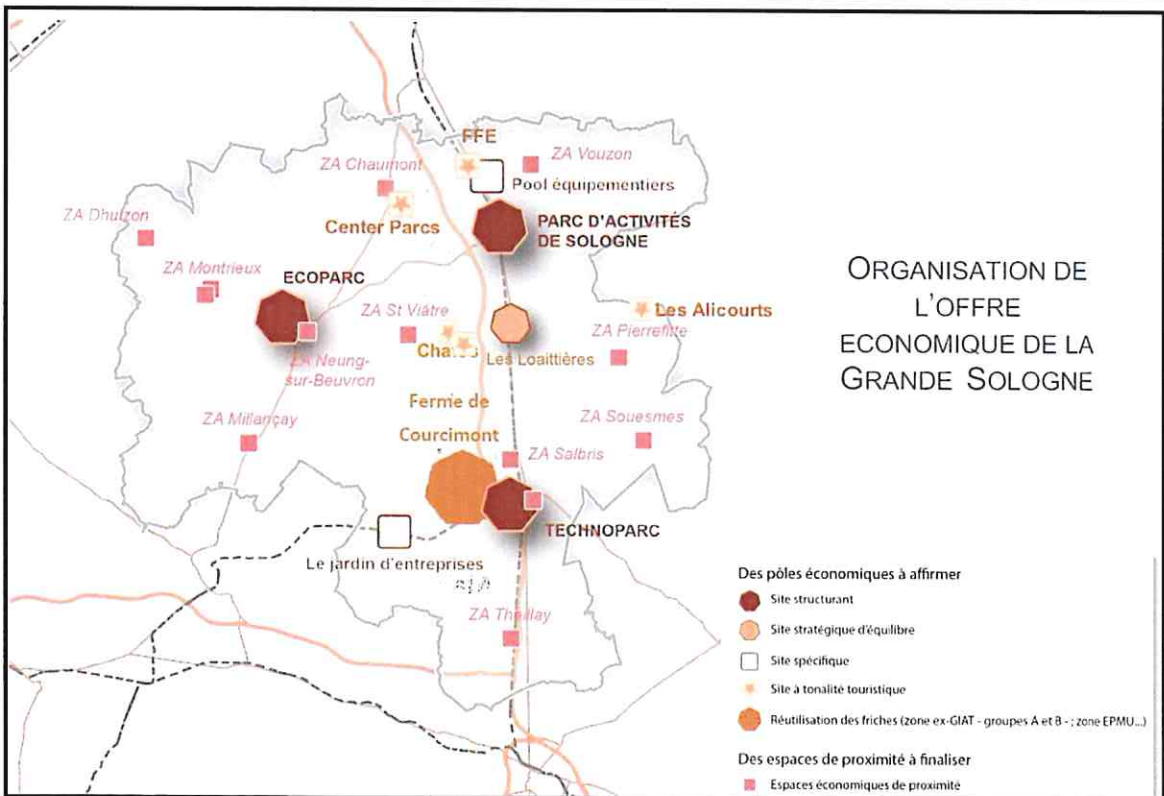 FFE
ZA Vouzon
ZA Chaumont
Pool équipementiers
ZA Dhuizon
Center Parcs
PARC D'ACTIVITÉS
DE SOLOGNE
ZA Montrieux
ECOPARC
ORGANISATION DE
L'OFFRE
ECONOMIQUE DE LA
GRANDE SOLOGNE
Les Alicourts
ZA St Viâtre
ZA Pierrefitte
Les Loaittières
ZA Neung-
sur-Beuvron
Ferme de
Courcimont
ZA Millançay
ZA Souesmes
ZA Salbris
TECHNOPARC
Le jardin d'entreprises
ZA Theillay
Des pôles économiques à affirmer
Site structurant
Site stratégique d'équilibre
Site spécifique
Site à tonalité touristique
Réutilisation des friches (zone ex-GIAT - groupes A et B - ; zone EPMU...)
Des espaces de proximité à finaliser
Espaces économiques de proximité